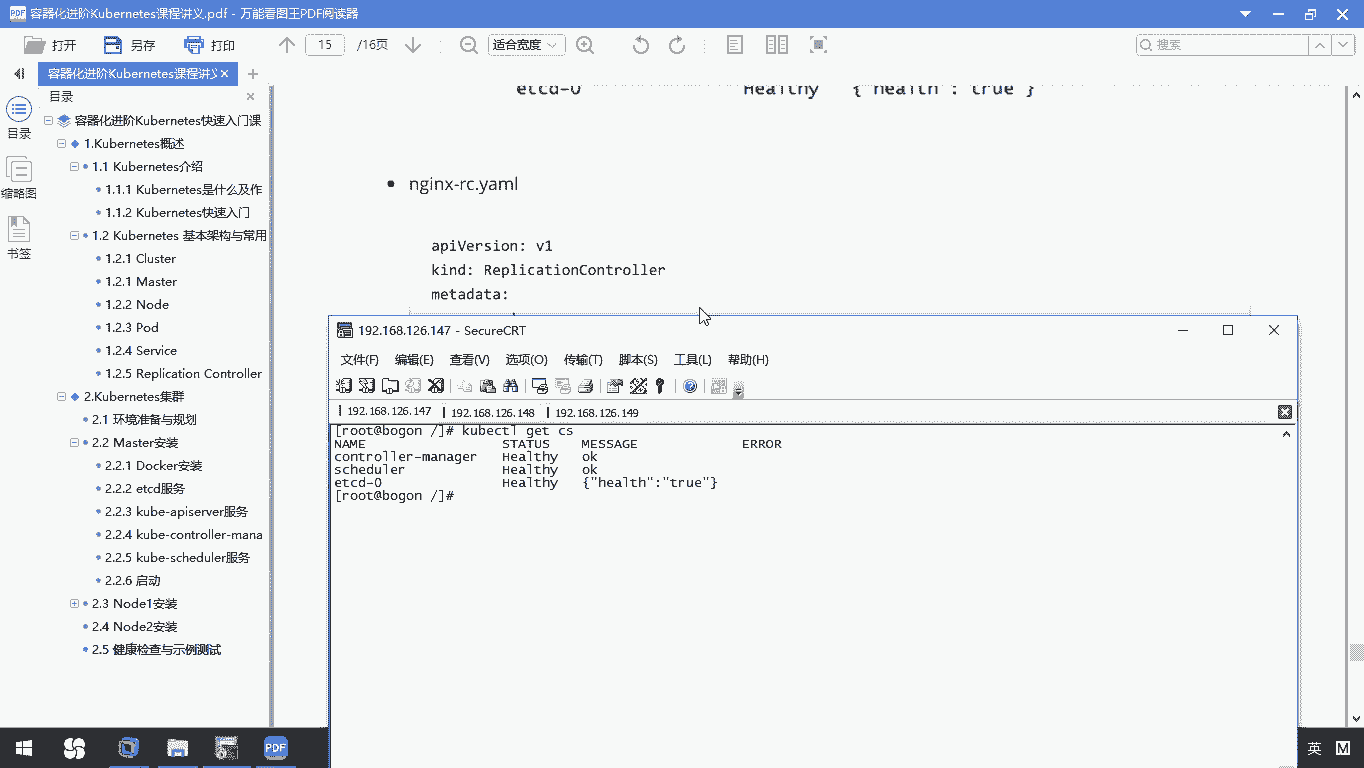 容器化进阶Kubernetes课程讲义.pdf - 万能看图王PDF阅读器
打开 另存 打印 15 /16页 适合宽度 搜索
容器化进阶Kubernetes课程讲义
目录
目录
缩略图
书签
容器化进阶Kubernetes快速入门课
1.Kubernetes概述
1.1 Kubernetes介绍
1.1.1 Kubernetes是什么及作
1.1.2 Kubernetes快速入门
1.2 Kubernetes 基本架构与常用
1.2.1 Cluster
1.2.1 Master
1.2.2 Node
1.2.3 Pod
1.2.4 Service
1.2.5 Replication Controller
2.Kubernetes集群
2.1 环境准备与规划
2.2 Master安装
2.2.1 Docker安装
2.2.2 etcd服务
2.2.3 kube-apiserver服务
2.2.4 kube-controller-mana
2.2.5 kube-scheduler服务
2.2.6 启动
2.3 Node1安装
2.4 Node2安装
2.5 健康检查与示例测试
etcd-0 Healthy {"health":"true"}
nginx-rc.yaml
apiVersion: v1
kind: ReplicationController
metadata:
192.168.126.147 - SecureCRT
文件(F) 编辑(E) 查看(V) 选项(O) 传输(T) 脚本(S) 工具(L) 帮助(H)
192.168.126.147 192.168.126.148 192.168.126.149
[root@bogon /]# kubectl get cs
NAME STATUS MESSAGE ERROR
controller-manager Healthy ok
scheduler Healthy ok
etcd-0 Healthy {"health":"true"}
[root@bogon /]#
PDF
英 M